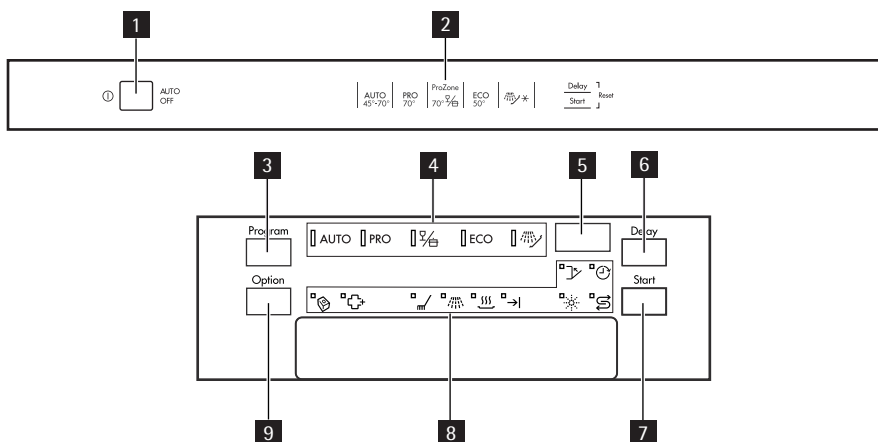 1
2
AUTO OFF
AUTO 45°-70°
PRO 70°
ProZone 70°
ECO 50°
Delay
Start
Reset
3
4
5
6
Program
AUTO PRO ECO
Delay
Option
Start
9
8
7